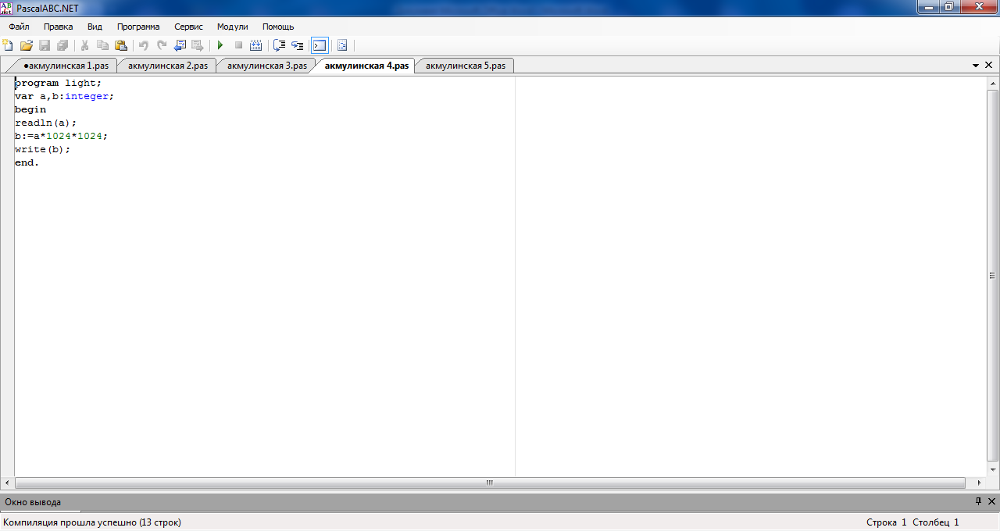 PascalABC.NET
Файл Правка Вид Программа Сервис Модули Помощь
●акмулинская 1.pas акмулинская 2.pas акмулинская 3.pas акмулинская 4.pas акмулинская 5.pas
program light;
var a,b:integer;
begin
readln(a);
b:=a*1024*1024;
write(b);
end.
Окно вывода
Компиляция прошла успешно (13 строк) Строка 1 Столбец 1